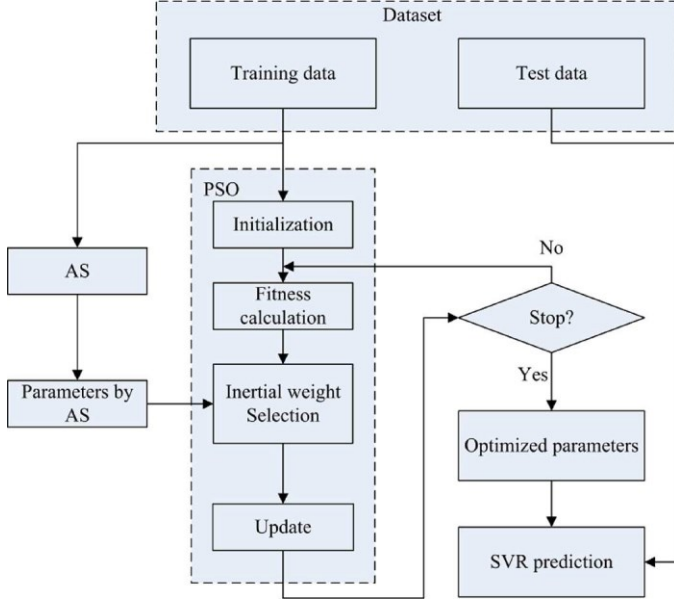 Dataset
Training data
Test data
PSO
Initialization
No
AS
Fitness
calculation
Stop?
Parameters by
AS
Inertial weight
Selection
Yes
Optimized parameters
Update
SVR prediction